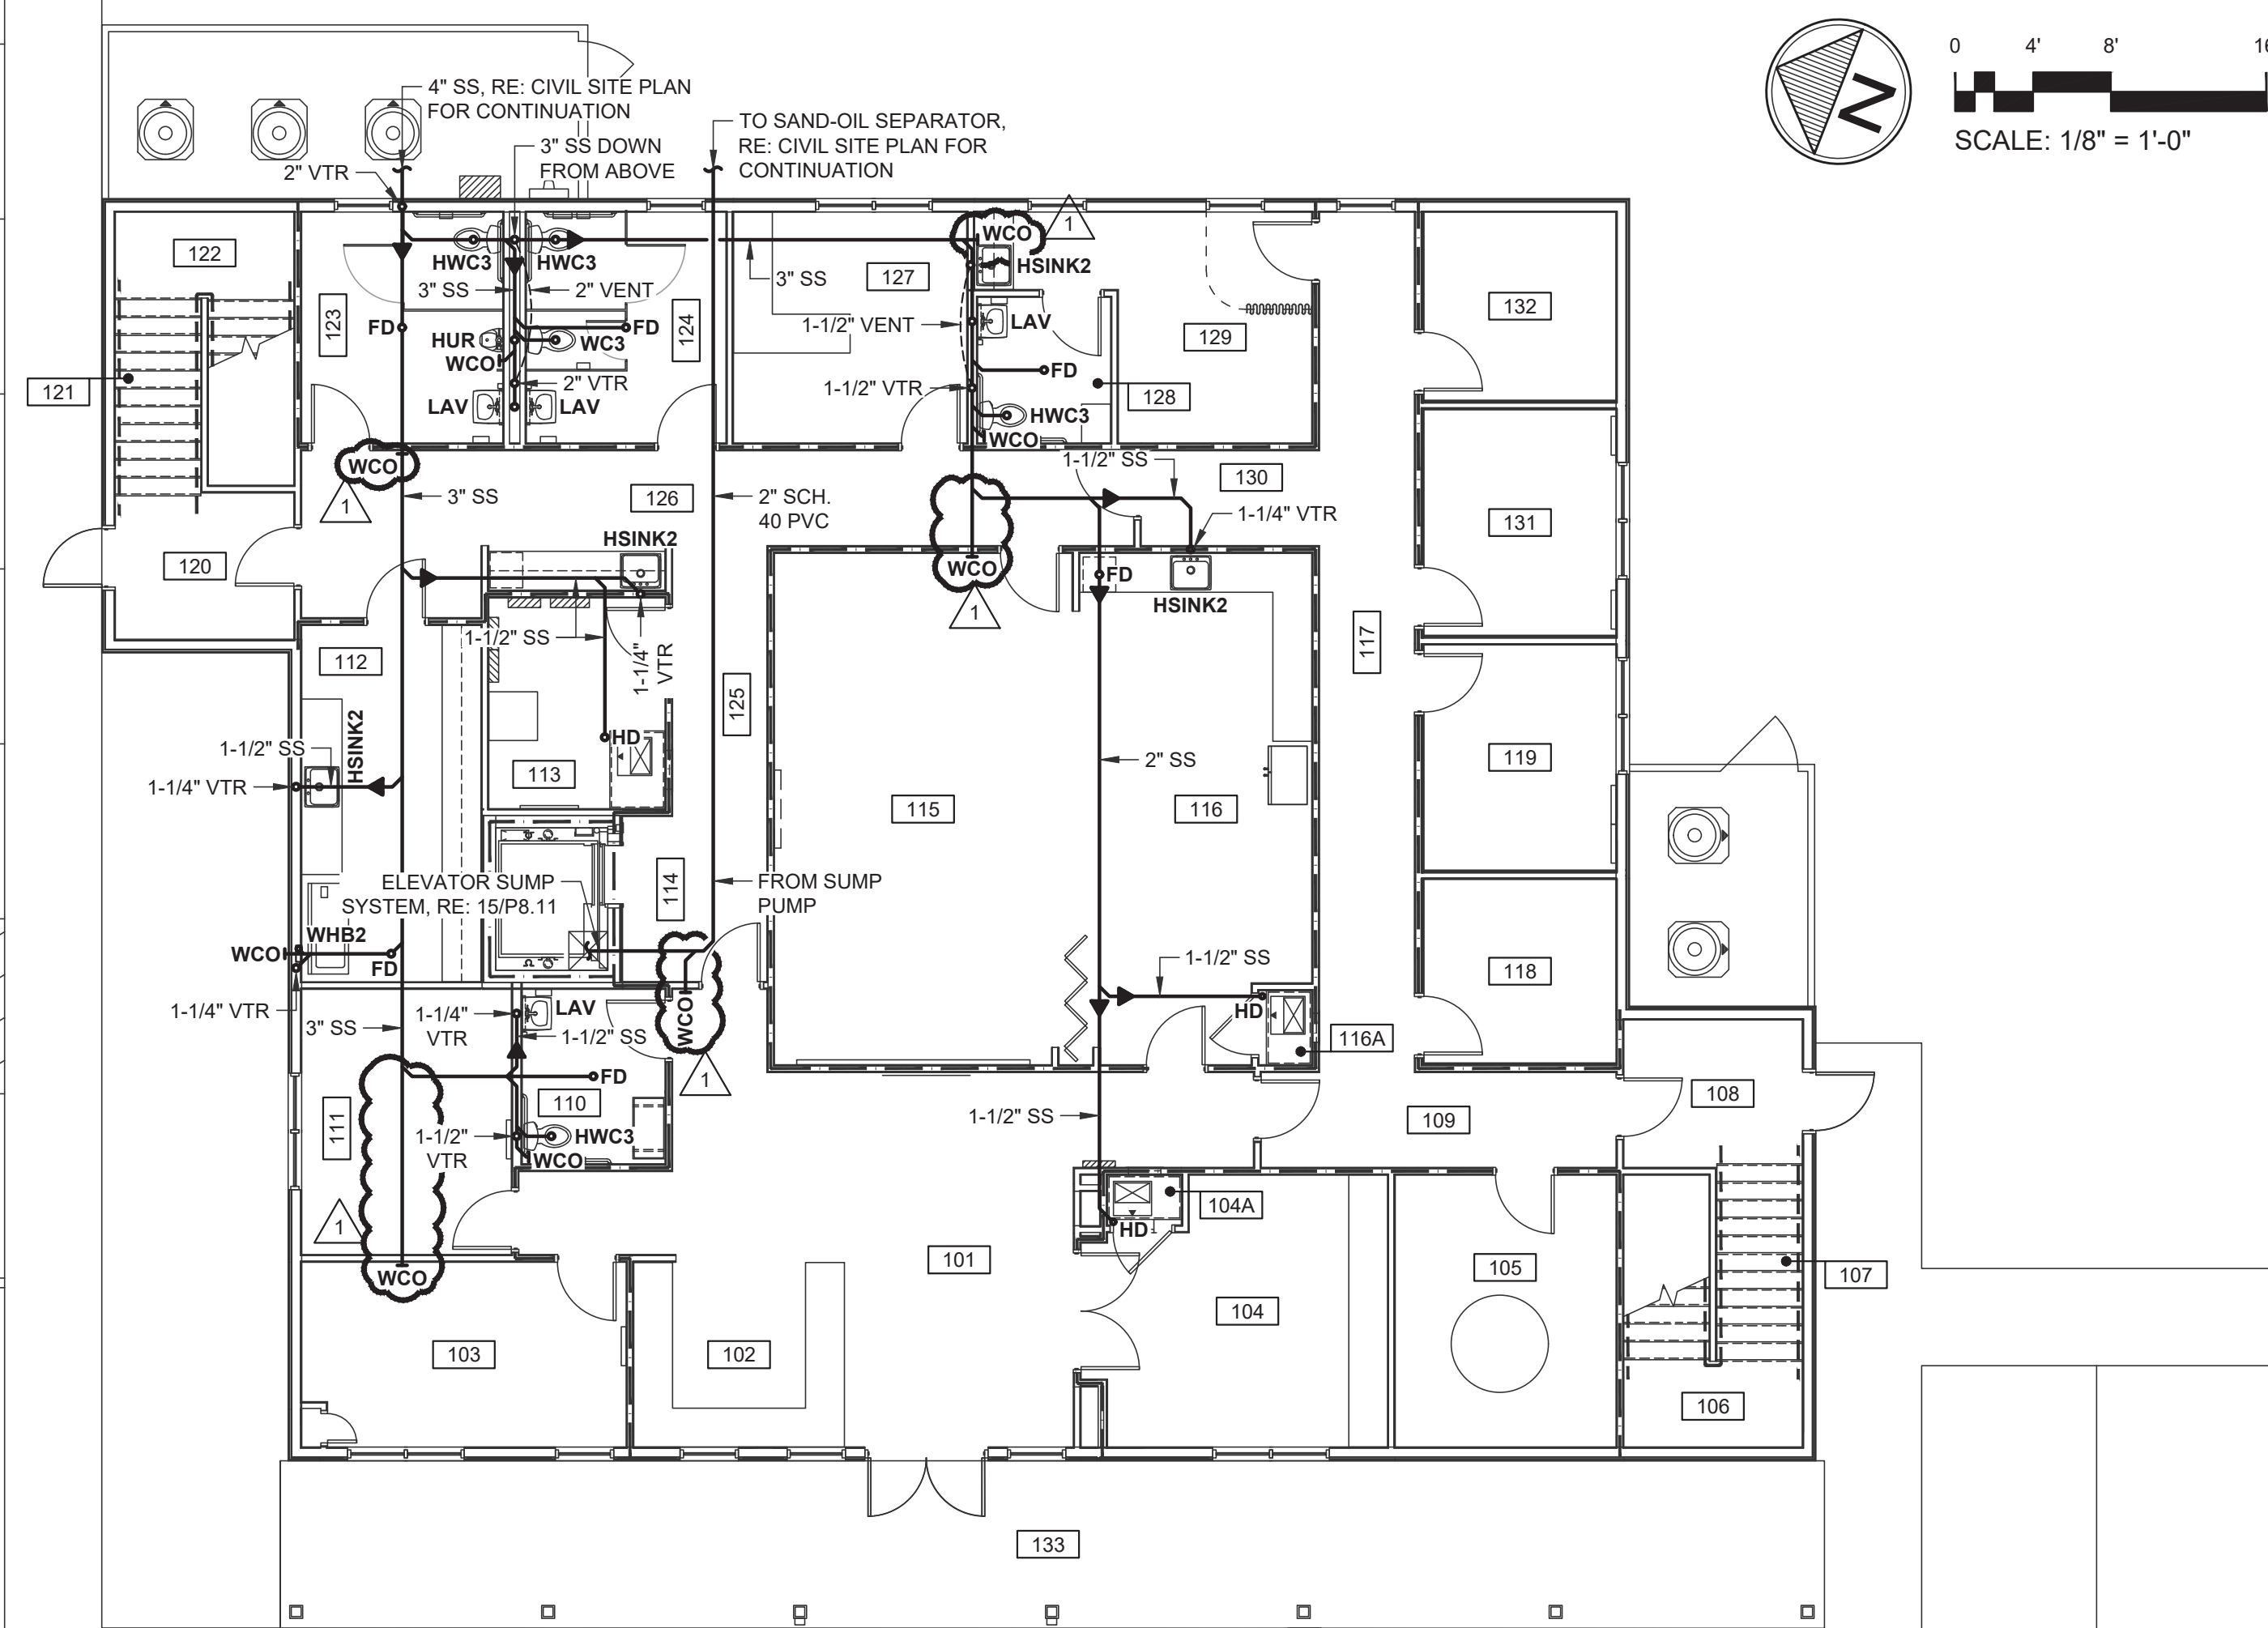 0 4' 8' 16
N
SCALE: 1/8" = 1'-0"
4" SS, RE: CIVIL SITE PLAN
FOR CONTINUATION
TO SAND-OIL SEPARATOR,
RE: CIVIL SITE PLAN FOR
CONTINUATION
3" SS DOWN
FROM ABOVE
2" VTR
WCO
1
122
HWC3
HWC3
HSINK2
3" SS
2" VENT
3" SS
127
132
123
FD
124
FD
1-1/2" VENT
LAV
129
HUR
WC3
WCO
FD
121
2" VTR
1-1/2" VTR
128
LAV
LAV
HWC3
WCO
WCO
1-1/2" SS
130
1
3" SS
126
2" SCH.
40 PVC
1-1/4" VTR
131
HSINK2
120
WCO
FD
HSINK2
1
1-1/2" SS
112
1-1/4"
VTR
117
125
HSINK2
1-1/2" SS
HD
113
2" SS
119
1-1/4" VTR
115
116
ELEVATOR SUMP
SYSTEM, RE: 15/P8.11
114
FROM SUMP
PUMP
WHB2
WCO
FD
1-1/2" SS
118
1-1/4" VTR
3" SS
1-1/4"
VTR
LAV
1-1/2" SS
WCO
HD
116A
1
FD
111
110
108
1-1/2" SS
109
1-1/2"
VTR
HWC3
WCO
1
104A
HD
WCO
101
105
107
104
103
102
106
133